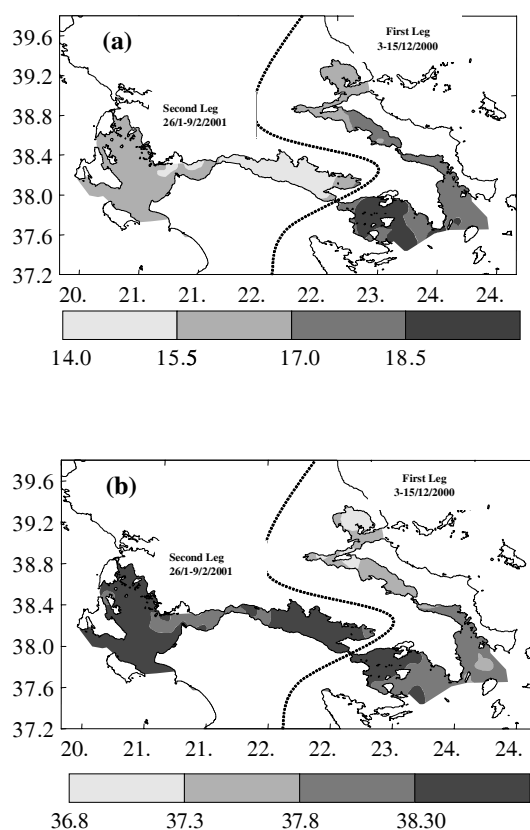 39.6
39.2
38.8
38.4
38.0
37.6
37.2
(a)
First Leg
3-15/12/2000
Second Leg
26/1-9/2/2001
20. 21. 21. 22. 22. 23. 24. 24.
14.0 15.5 17.0 18.5
39.6
39.2
38.8
38.4
38.0
37.6
37.2
(b)
First Leg
3-15/12/2000
Second Leg
26/1-9/2/2001
20. 21. 21. 22. 22. 23. 24. 24.
36.8 37.3 37.8 38.30